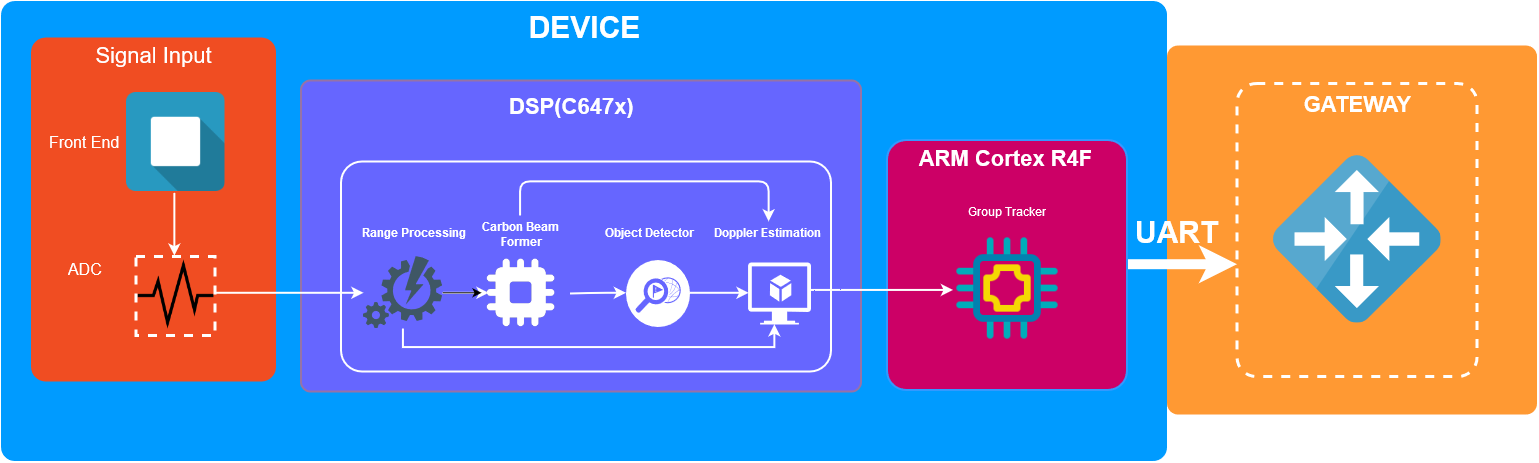 DEVICE
Signal Input
Front End
ADC
DSP(C647x)
Range Processing
Carbon Beam
Former
Object Detector
Doppler Estimation
ARM Cortex R4F
Group Tracker
UART
GATEWAY